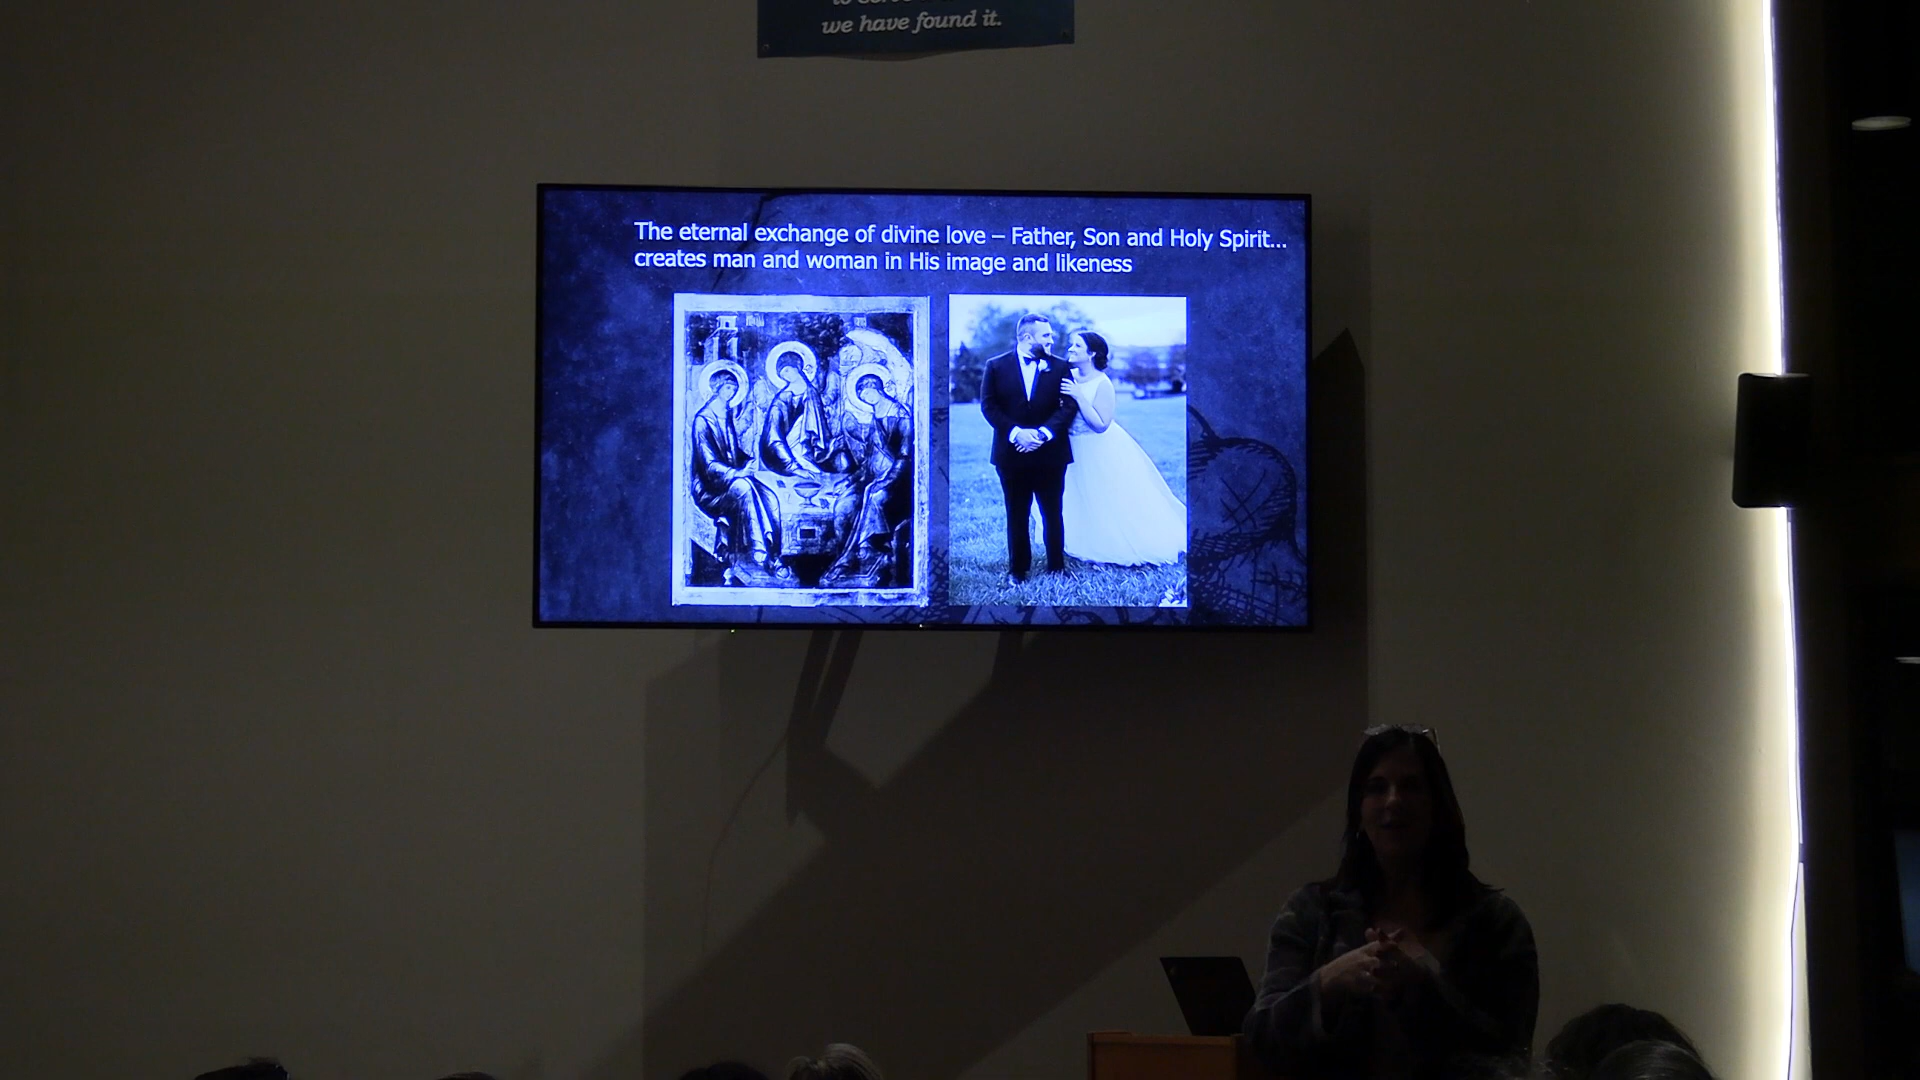 we have found it.
The eternal exchange of divine love – Father, Son and Holy Spirit...
creates man and woman in His image and likeness